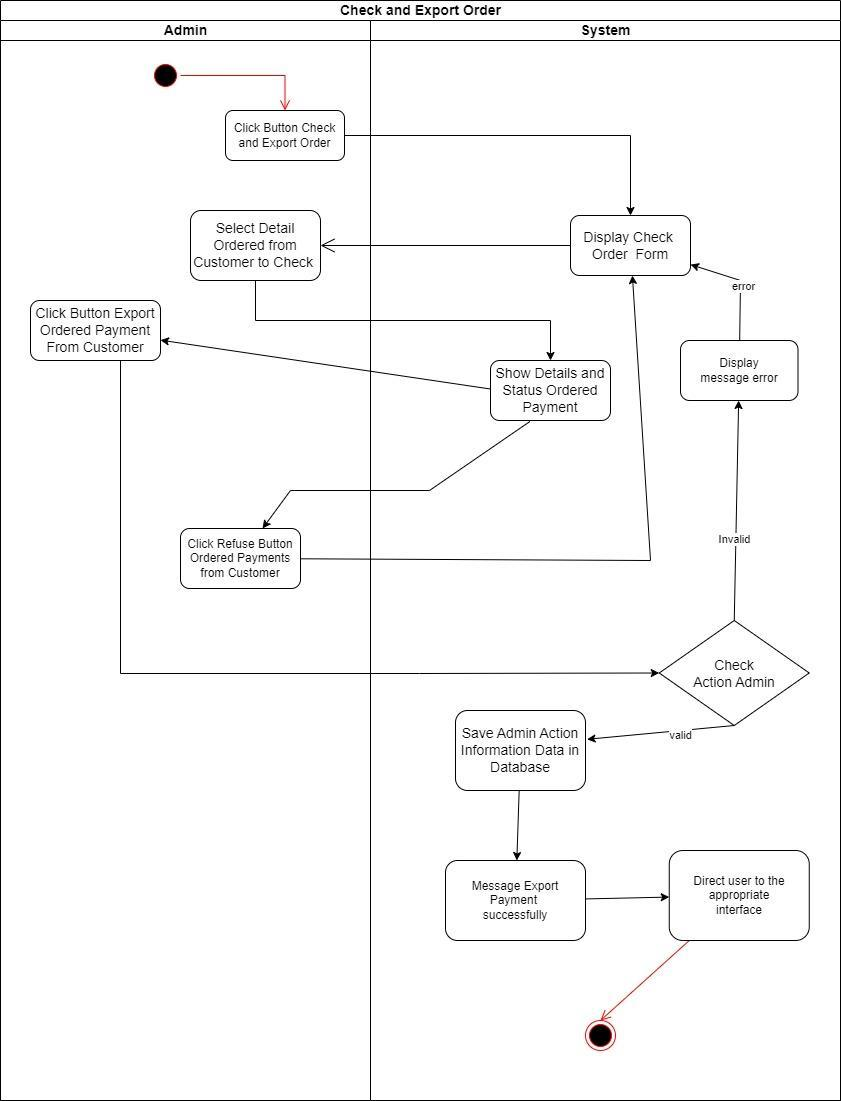 Check and Export Order
Admin
System
Click Button Check
and Export Order
Select Detail
Ordered from
Customer to Check
Display Check
Order Form
error
Click Button Export
Ordered Payment
From Customer
Show Details and
Status Ordered
Payment
Display
message error
Click Refuse Button
Ordered Payments
from Customer
Invalid
Check
Action Admin
valid
Save Admin Action
Information Data in
Database
Message Export
Payment
successfully
Direct user to the
appropriate
interface